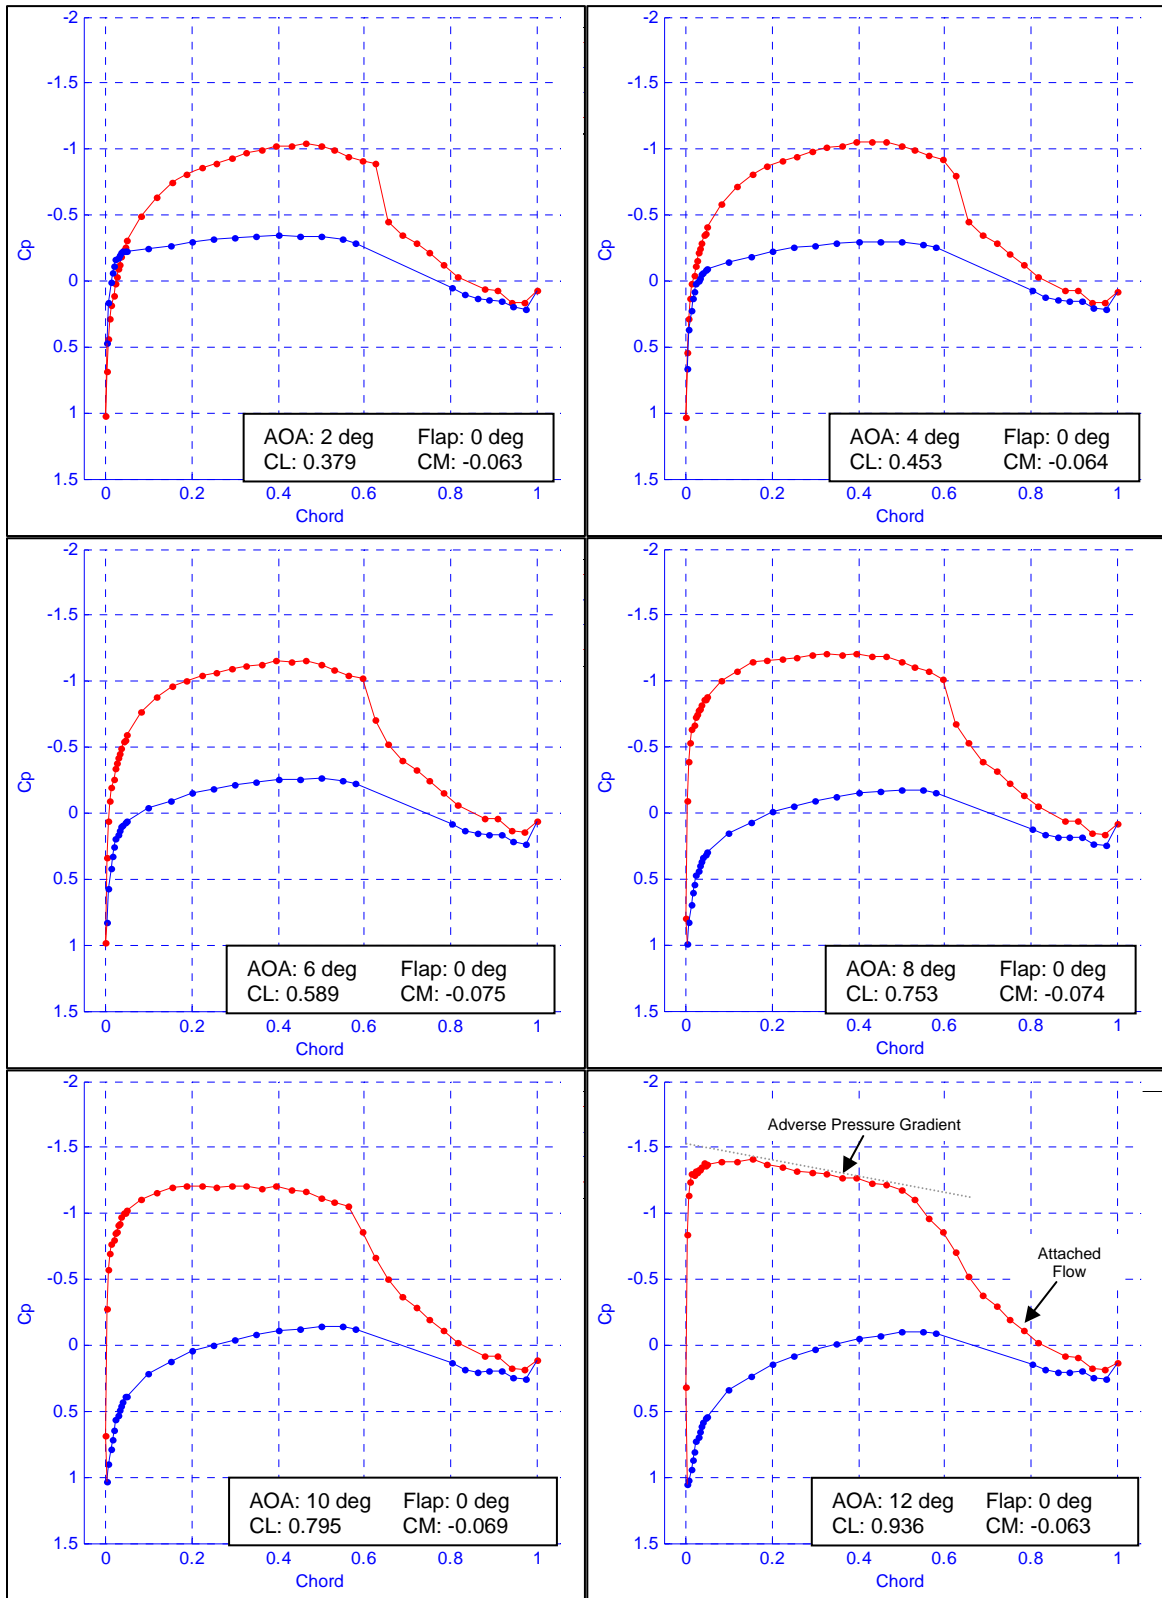 -2
-1.5
-1
-0.5
0
0.5
1
1.5
Cp
0 0.2 0.4 0.6 0.8 1
Chord
AOA: 2 deg Flap: 0 deg
CL: 0.379 CM: -0.063
-2
-1.5
-1
-0.5
0
0.5
1
1.5
Cp
0 0.2 0.4 0.6 0.8 1
Chord
AOA: 4 deg Flap: 0 deg
CL: 0.453 CM: -0.064
-2
-1.5
-1
-0.5
0
0.5
1
1.5
Cp
0 0.2 0.4 0.6 0.8 1
Chord
AOA: 6 deg Flap: 0 deg
CL: 0.589 CM: -0.075
-2
-1.5
-1
-0.5
0
0.5
1
1.5
Cp
0 0.2 0.4 0.6 0.8 1
Chord
AOA: 8 deg Flap: 0 deg
CL: 0.753 CM: -0.074
-2
-1.5
-1
-0.5
0
0.5
1
1.5
Cp
0 0.2 0.4 0.6 0.8 1
Chord
AOA: 10 deg Flap: 0 deg
CL: 0.795 CM: -0.069
-2
-1.5
-1
-0.5
0
0.5
1
1.5
Cp
0 0.2 0.4 0.6 0.8 1
Chord
Adverse Pressure Gradient
Attached
Flow
AOA: 12 deg Flap: 0 deg
CL: 0.936 CM: -0.063